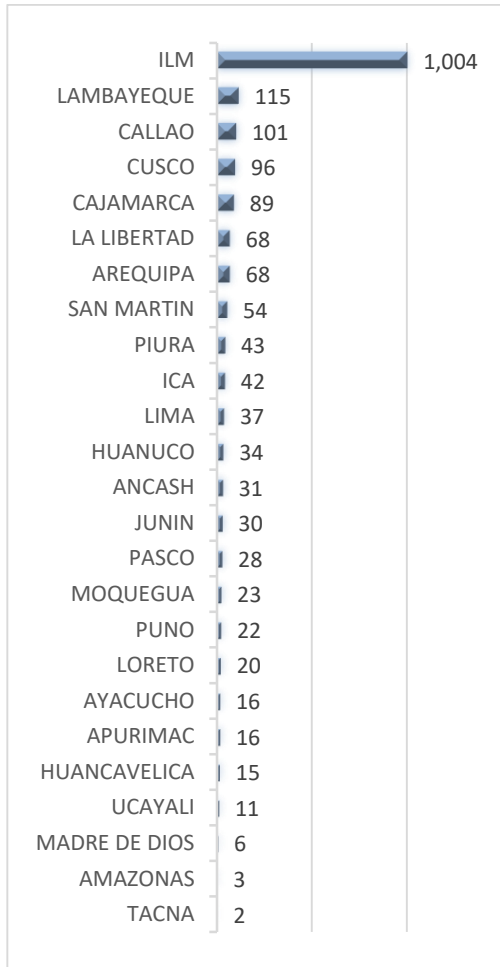 ILM 1,004
LAMBAYEQUE 115
CALLAO 101
CUSCO 96
CAJAMARCA 89
LA LIBERTAD 68
AREQUIPA 68
SAN MARTIN 54
PIURA 43
ICA 42
LIMA 37
HUANUCO 34
ANCASH 31
JUNIN 30
PASCO 28
MOQUEGUA 23
PUNO 22
LORETO 20
AYACUCHO 16
APURIMAC 16
HUANCAVELICA 15
UCAYALI 11
MADRE DE DIOS 6
AMAZONAS 3
TACNA 2